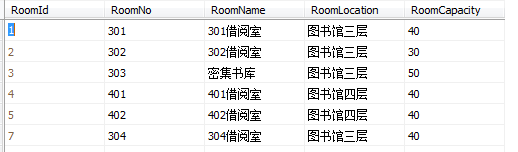 RoomId RoomNo RoomName RoomLocation RoomCapacity
1 301 301借阅室 图书馆三层 40
2 302 302借阅室 图书馆三层 30
3 303 密集书库 图书馆三层 50
4 401 401借阅室 图书馆四层 40
5 402 402借阅室 图书馆四层 40
7 304 304借阅室 图书馆三层 40